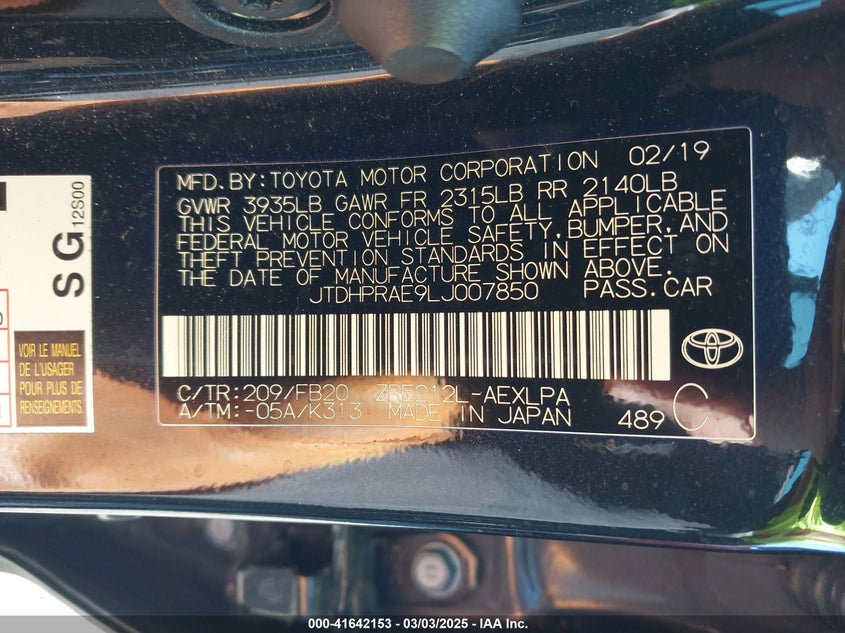 MFD.BY:TOYOTA MOTOR CORPORATION 02/19
GVWR 3935LB GAWR FR 2315LB RR 2140LB
THIS VEHICLE CONFORMS TO ALL APPLICABLE
FEDERAL MOTOR VEHICLE SAFETY,BUMPER,AND
THEFT PREVENTION STANDARDS IN EFFECT ON
THE DATE OF MANUFACTURE SHOWN ABOVE.
JTDHPRAE9LJ007850 PASS.CAR
C/TR:209/FB20 ZRE212L-AEXLPA
A/TM:-05A/K313 MADE IN JAPAN 489 C
SG
12S00
VOIR LE MANUEL
DE L'USAGER
POUR PLUS DE
RENSEIGNEMENTS
000-41642153 - 03/03/2025 - IAA Inc.